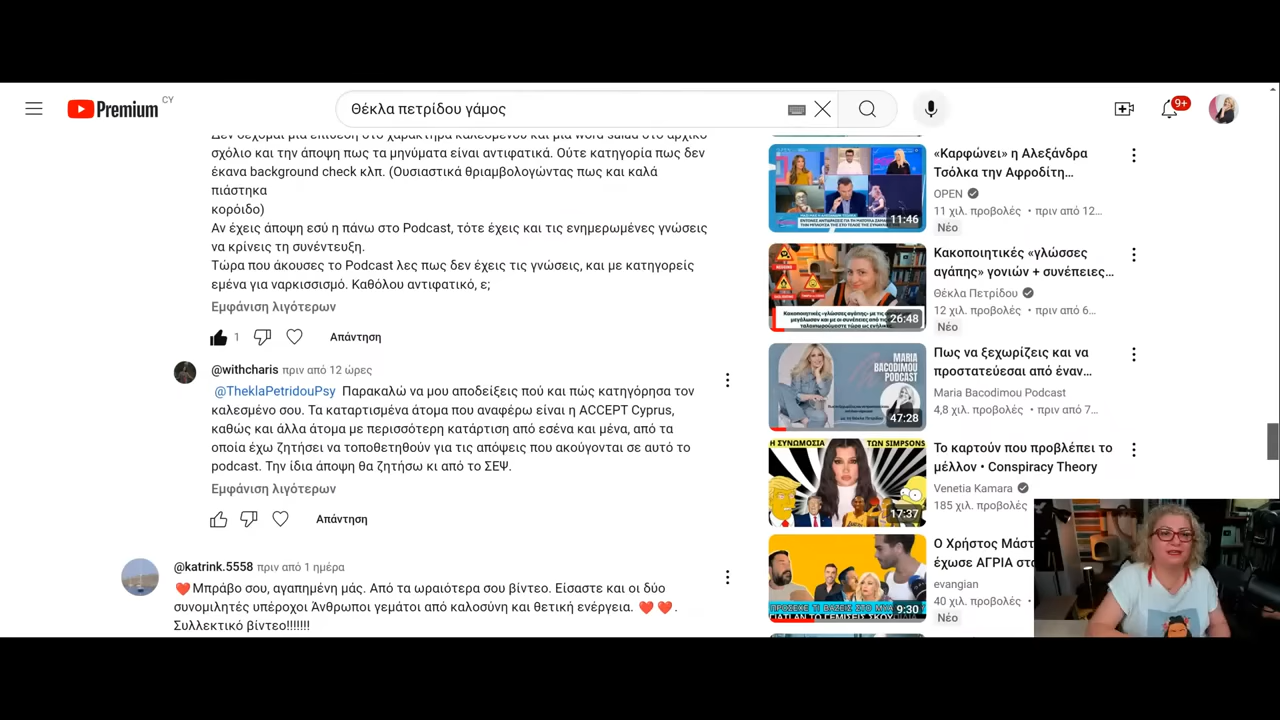 Premium CY
Θέκλα πετρίδου γάμος
9+
Δεν δέχομαι μια επίθεση στο χαρακτήρα καλεσμένου και μια word salad στο αρχικό
σχόλιο και την άποψη πως τα μηνύματα είναι αντιφατικά. Ούτε κατηγορία πως δεν
έκανα background check κλπ. (Ουσιαστικά θριαμβολογώντας πως και καλά
πιάστηκα
κορόιδο)
Αν έχεις άποψη εσύ η πάνω στο Podcast, τότε έχεις και τις ενημερωμένες γνώσεις
να κρίνεις τη συνέντευξη.
Τώρα που άκουσες το Podcast λες πως δεν έχεις τις γνώσεις, και με κατηγορείς
εμένα για ναρκισσισμό. Καθόλου αντιφατικό, ε;
Εμφάνιση λιγότερων
1
Απάντηση
@withcharis πριν από 12 ώρες
@TheklaPetridouPsy Παρακαλώ να μου αποδείξεις πού και πώς κατηγόρησα τον
καλεσμένο σου. Τα καταρτισμένα άτομα που αναφέρω είναι η ACCEPT Cyprus,
καθώς και άλλα άτομα με περισσότερη κατάρτιση από εσένα και μένα, από τα
οποία έχω ζητήσει να τοποθετηθούν για τις απόψεις που ακούγονται σε αυτό το
podcast. Την ίδια άποψη θα ζητήσω κι από το ΣΕΨ.
Εμφάνιση λιγότερων
Απάντηση
@katrink.5558 πριν από 1 ημέρα
❤️Μπράβο σου, αγαπημένη μάς. Από τα ωραιότερα σου βίντεο. Είσαστε και οι δύο
συνομιλητές υπέροχοι Άνθρωποι γεμάτοι από καλοσύνη και θετική ενέργεια. ❤️ ❤️.
Συλλεκτικό βίντεο!!!!!!!
11:46
«Καρφώνει» η Αλεξάνδρα
Τσόλκα την Αφροδίτη…
OPEN
11 χιλ. προβολές • πριν από 12…
Νέο
26:48
Κακοποιητικές «γλώσσες
αγάπης» γονιών + συνέπειες…
Θέκλα Πετρίδου
12 χιλ. προβολές • πριν από 6…
Νέο
MARIA
BACODIMOU
PODCAST
47:28
Πως να ξεχωρίζεις και να
προστατεύεσαι από έναν…
Maria Bacodimou Podcast
4,8 χιλ. προβολές • πριν από 7…
Η ΣΥΝΩΜΟΣΙΑ ΤΩΝ SIMPSONS
17:37
Το καρτούν που προβλέπει το
μέλλον • Conspiracy Theory
Venetia Kamara
185 χιλ. προβολές
ΠΡΟΣΕΧΕ ΤΙ ΒΑΖΕΙΣ ΣΤΟ ΜΥΑ
9:30
Ο Χρήστος Μάστ
έχωσε ΑΓΡΙΑ στα
evangian
40 χιλ. προβολές •
Νέο